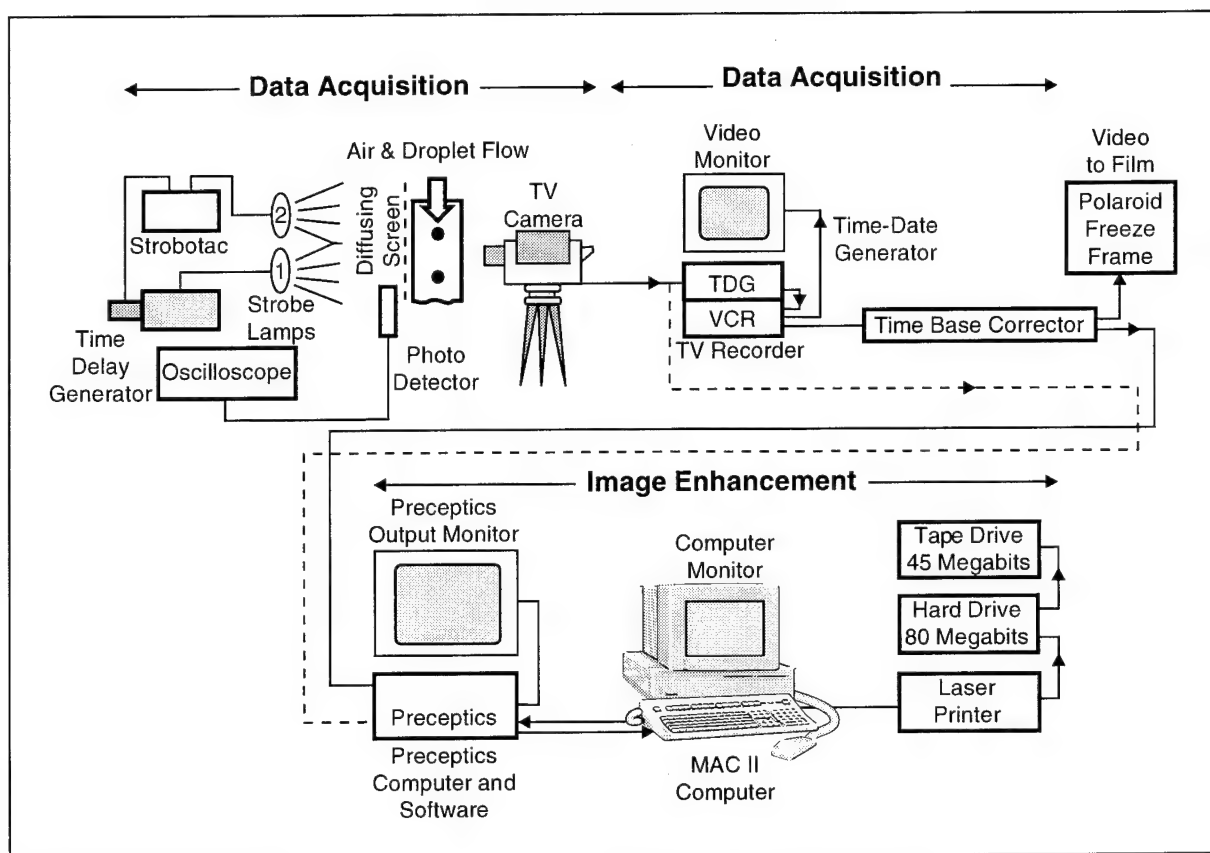 Data Acquisition
Data Acquisition
Air & Droplet Flow
Strobotac
2
1
Strobe
Lamps
Time
Delay
Generator
Oscilloscope
Diffusing
Screen
Photo
Detector
TV
Camera
Video
Monitor
Time-Date
Generator
TDG
VCR
TV Recorder
Time Base Corrector
Video
to Film
Polaroid
Freeze
Frame
Image Enhancement
Preceptics
Output Monitor
Preceptics
Preceptics
Computer and
Software
Computer
Monitor
MAC II
Computer
Tape Drive
45 Megabits
Hard Drive
80 Megabits
Laser
Printer